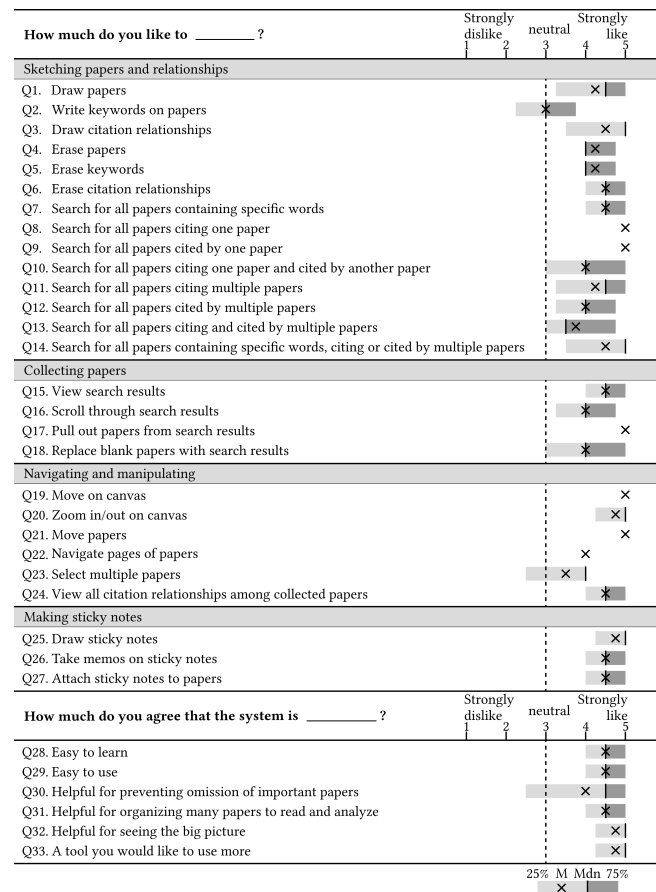 How much do you like to ________ ?
Strongly dislike
neutral
Strongly like
1 2 3 4 5
Sketching papers and relationships
Q1. Draw papers
Q2. Write keywords on papers
Q3. Draw citation relationships
Q4. Erase papers
Q5. Erase keywords
Q6. Erase citation relationships
Q7. Search for all papers containing specific words
Q8. Search for all papers citing one paper
Q9. Search for all papers cited by one paper
Q10. Search for all papers citing one paper and cited by another paper
Q11. Search for all papers citing multiple papers
Q12. Search for all papers cited by multiple papers
Q13. Search for all papers citing and cited by multiple papers
Q14. Search for all papers containing specific words, citing or cited by multiple papers
Collecting papers
Q15. View search results
Q16. Scroll through search results
Q17. Pull out papers from search results
Q18. Replace blank papers with search results
Navigating and manipulating
Q19. Move on canvas
Q20. Zoom in/out on canvas
Q21. Move papers
Q22. Navigate pages of papers
Q23. Select multiple papers
Q24. View all citation relationships among collected papers
Making sticky notes
Q25. Draw sticky notes
Q26. Take memos on sticky notes
Q27. Attach sticky notes to papers
How much do you agree that the system is __________ ?
Strongly dislike
neutral
Strongly like
1 2 3 4 5
Q28. Easy to learn
Q29. Easy to use
Q30. Helpful for preventing omission of important papers
Q31. Helpful for organizing many papers to read and analyze
Q32. Helpful for seeing the big picture
Q33. A tool you would like to use more
25% M Mdn 75%